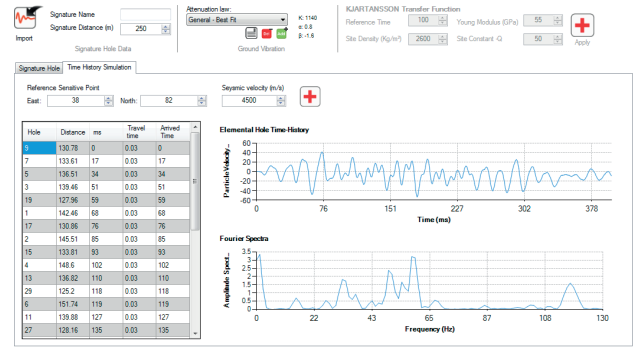 Import
Signature Name
Signature Distance (m) 250
Signature Hole Data
Attenuation law:
General - Best Fit
K: 1140
α: 0.8
β: -1.6
Ground Vibration
KJARTANSSON Transfer Function
Reference Time 100 Young Modulus (GPa) 55
Site Density (Kg/m³) 2600 Site Constant -Q 50
Apply
Signature Hole Time History Simulation
Reference Sensitive Point
East: 38 North: 82
Seysmic velocity (m/s)
4500
Hole Distance ms Travel time Arrived Time
9 130.78 0 0.03 0
7 133.61 17 0.03 17
5 136.51 34 0.03 34
3 139.46 51 0.03 51
19 127.96 59 0.03 59
1 142.46 68 0.03 68
17 130.86 76 0.03 76
2 145.51 85 0.03 85
15 133.81 93 0.03 93
4 148.6 102 0.03 102
13 136.82 110 0.03 110
29 125.2 118 0.03 118
6 151.74 119 0.03 119
11 139.88 127 0.03 127
27 128.16 135 0.03 135
Elemental Hole Time-History
Particle Velocity...
60
40
20
0
-20
-40
-60
0 76 151 227 302 378
Time (ms)
Fourier Spectra
Amplitude Spect...
3.5
3
2.5
2
1.5
1
0.5
0
0 22 43 65 87 108 130
Frequency (Hz)